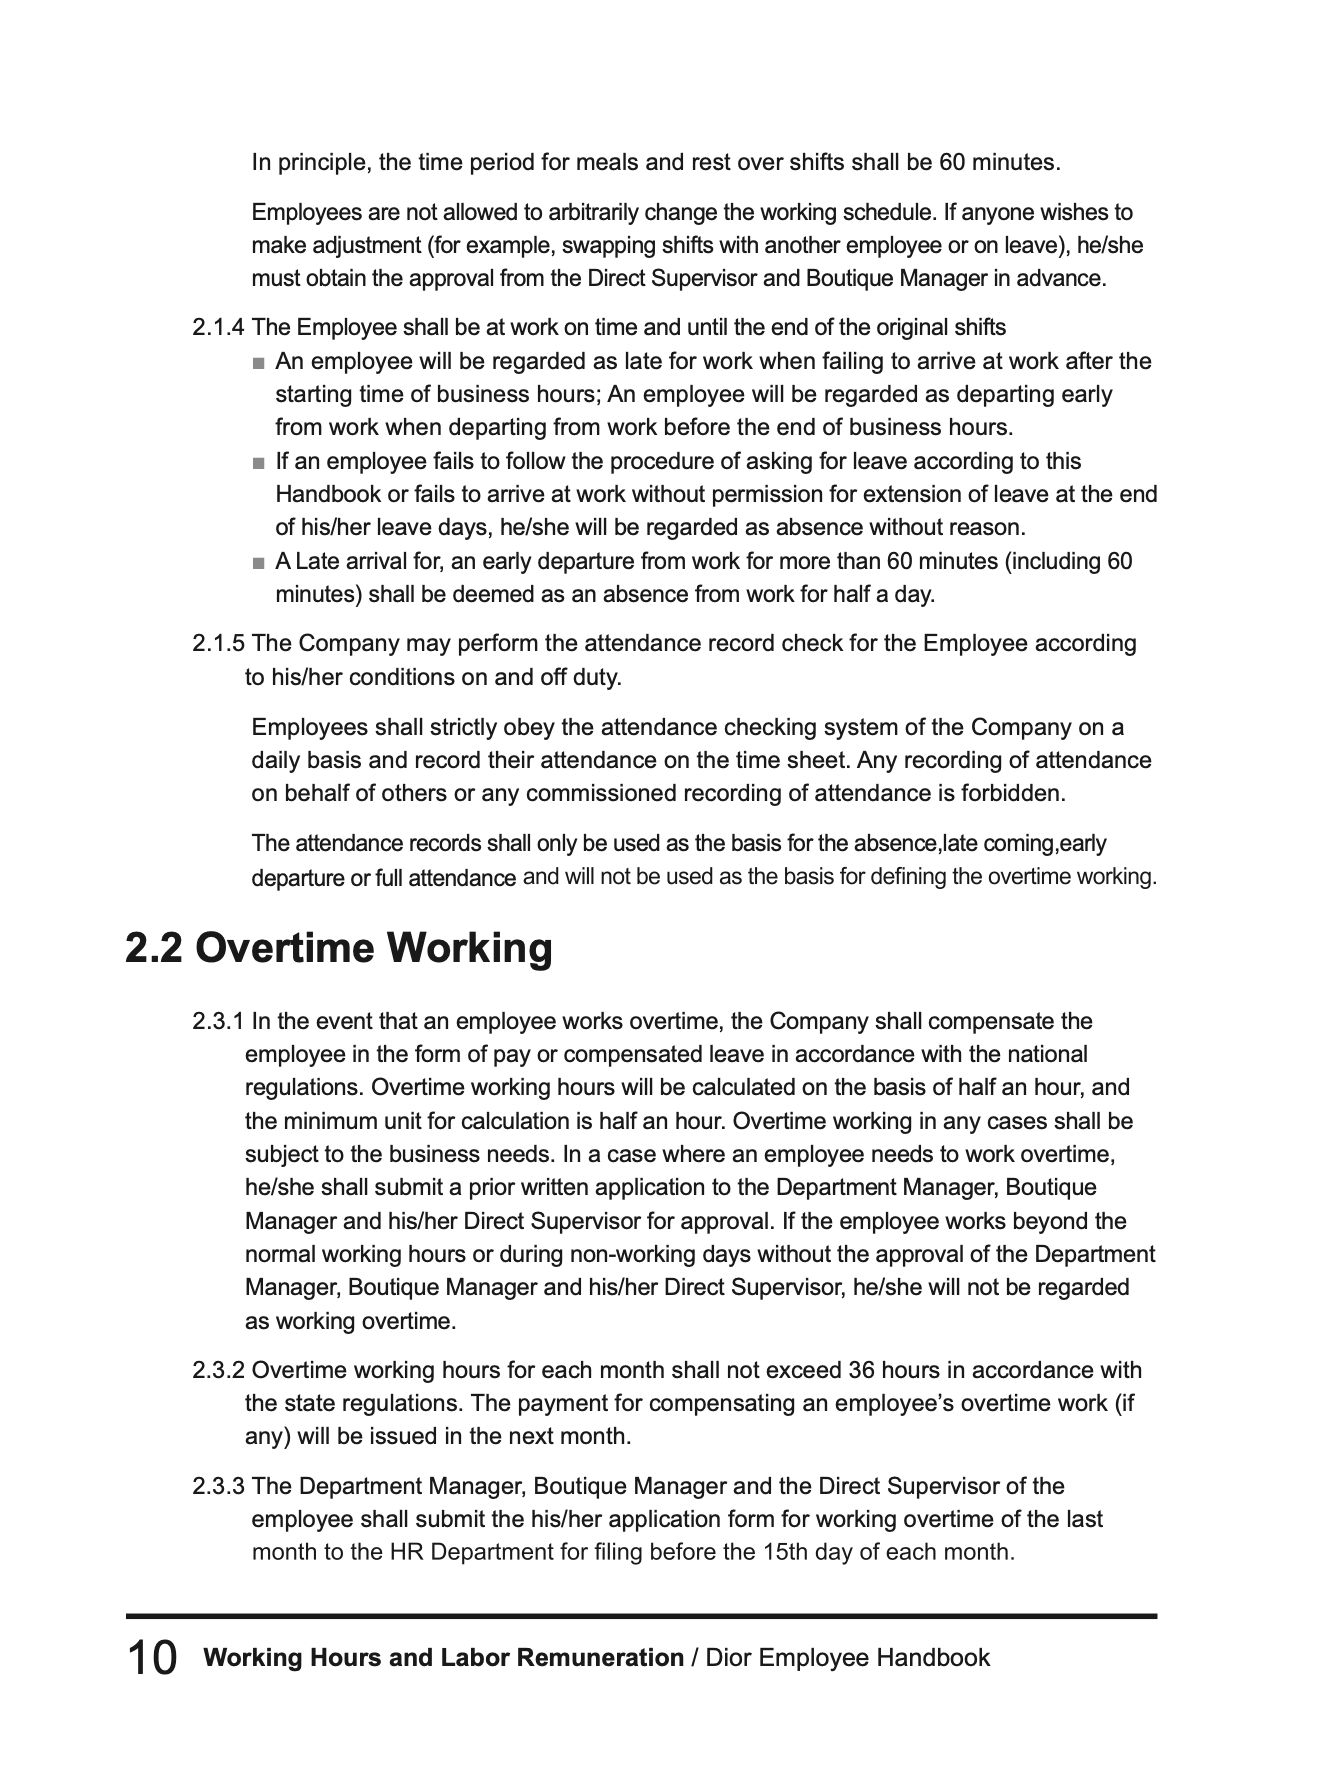 In principle, the time period for meals and rest over shifts shall be 60 minutes.
Employees are not allowed to arbitrarily change the working schedule. If anyone wishes to
make adjustment (for example, swapping shifts with another employee or on leave), he/she
must obtain the approval from the Direct Supervisor and Boutique Manager in advance.
2.1.4 The Employee shall be at work on time and until the end of the original shifts
■ An employee will be regarded as late for work when failing to arrive at work after the
starting time of business hours; An employee will be regarded as departing early
from work when departing from work before the end of business hours.
■ If an employee fails to follow the procedure of asking for leave according to this
Handbook or fails to arrive at work without permission for extension of leave at the end
of his/her leave days, he/she will be regarded as absence without reason.
■ A Late arrival for, an early departure from work for more than 60 minutes (including 60
minutes) shall be deemed as an absence from work for half a day.
2.1.5 The Company may perform the attendance record check for the Employee according
to his/her conditions on and off duty.
Employees shall strictly obey the attendance checking system of the Company on a
daily basis and record their attendance on the time sheet. Any recording of attendance
on behalf of others or any commissioned recording of attendance is forbidden.
The attendance records shall only be used as the basis for the absence,late coming,early
departure or full attendance and will not be used as the basis for defining the overtime working.
2.2 Overtime Working
2.3.1 In the event that an employee works overtime, the Company shall compensate the
employee in the form of pay or compensated leave in accordance with the national
regulations. Overtime working hours will be calculated on the basis of half an hour, and
the minimum unit for calculation is half an hour. Overtime working in any cases shall be
subject to the business needs. In a case where an employee needs to work overtime,
he/she shall submit a prior written application to the Department Manager, Boutique
Manager and his/her Direct Supervisor for approval. If the employee works beyond the
normal working hours or during non-working days without the approval of the Department
Manager, Boutique Manager and his/her Direct Supervisor, he/she will not be regarded
as working overtime.
2.3.2 Overtime working hours for each month shall not exceed 36 hours in accordance with
the state regulations. The payment for compensating an employee’s overtime work (if
any) will be issued in the next month.
2.3.3 The Department Manager, Boutique Manager and the Direct Supervisor of the
employee shall submit the his/her application form for working overtime of the last
month to the HR Department for filing before the 15th day of each month.
10 Working Hours and Labor Remuneration / Dior Employee Handbook